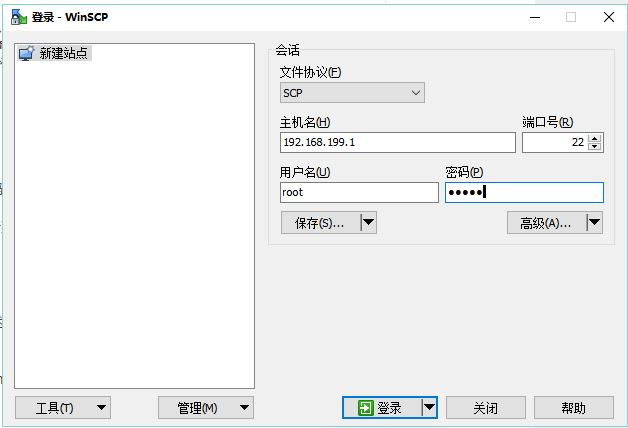 登录 - WinSCP
新建站点
会话
文件协议(F)
SCP
主机名(H)
端口号(R)
192.168.199.1
22
用户名(U)
密码(P)
root
●●●●●
保存(S)...
高级(A)...
工具(T)
管理(M)
登录
关闭
帮助